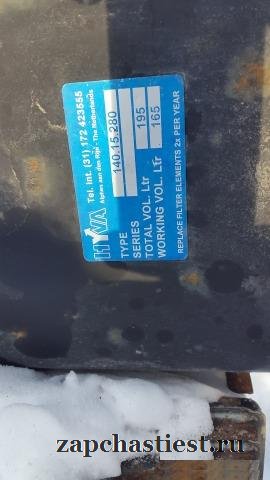 HYVA
Tel. Int. (31) 172 423555
Alphen aan den Rijn - The Netherlands
TYPE 140.15.280
SERIES
TOTAL VOL. Ltr 195
WORKING VOL. Ltr 165
REPLACE FILTER ELEMENTS 2x PER YEAR
zapchastiest.ru